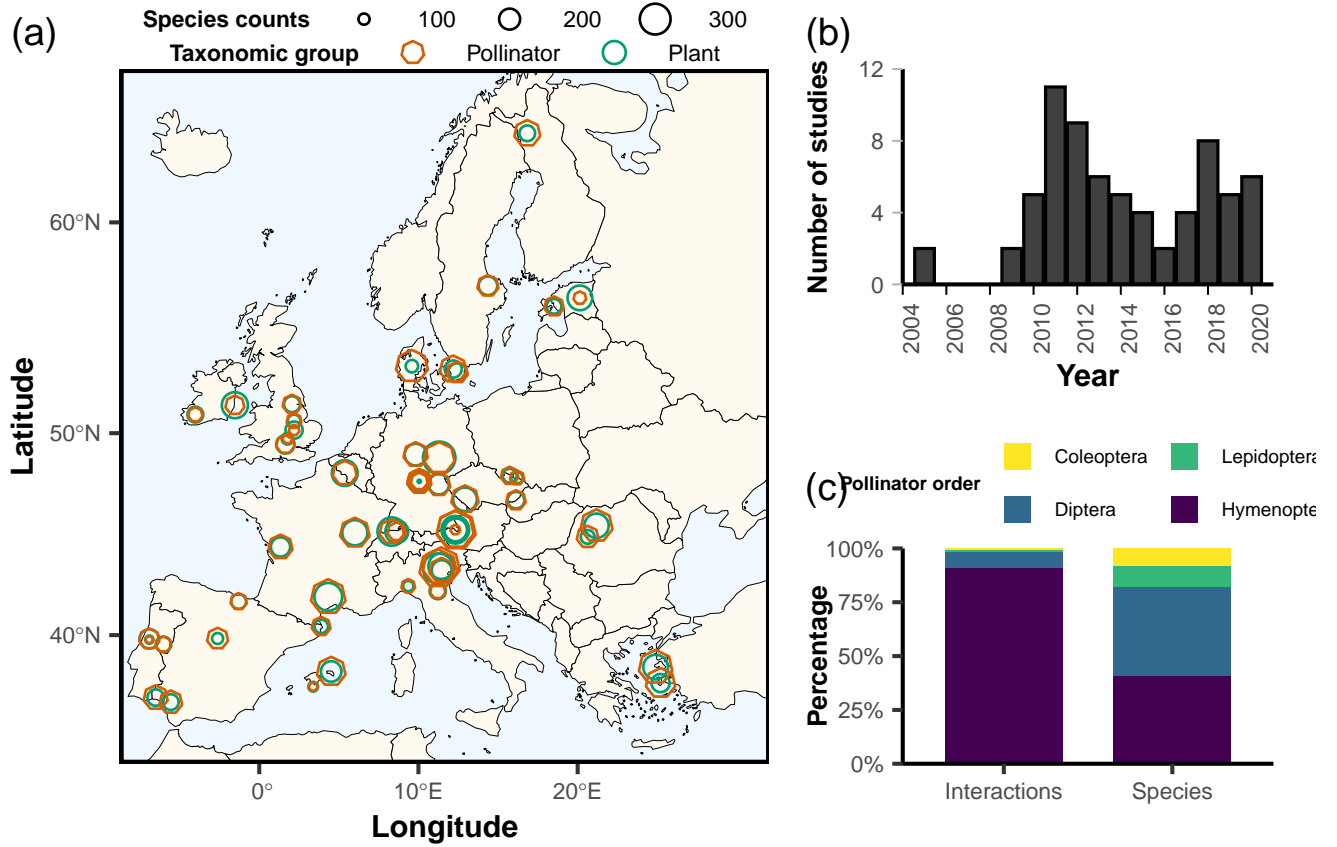 (a)
Species counts 100 200 300
Taxonomic group Pollinator Plant
60°N
50°N
40°N
Latitude
0° 10°E 20°E
Longitude
(b)
Number of studies
12
8
4
0
2004 2006 2008 2010 2012 2014 2016 2018 2020
Year
(c)
Pollinator order
Coleoptera Lepidoptera
Diptera Hymenopte
Percentage
100%
75%
50%
25%
0%
Interactions Species